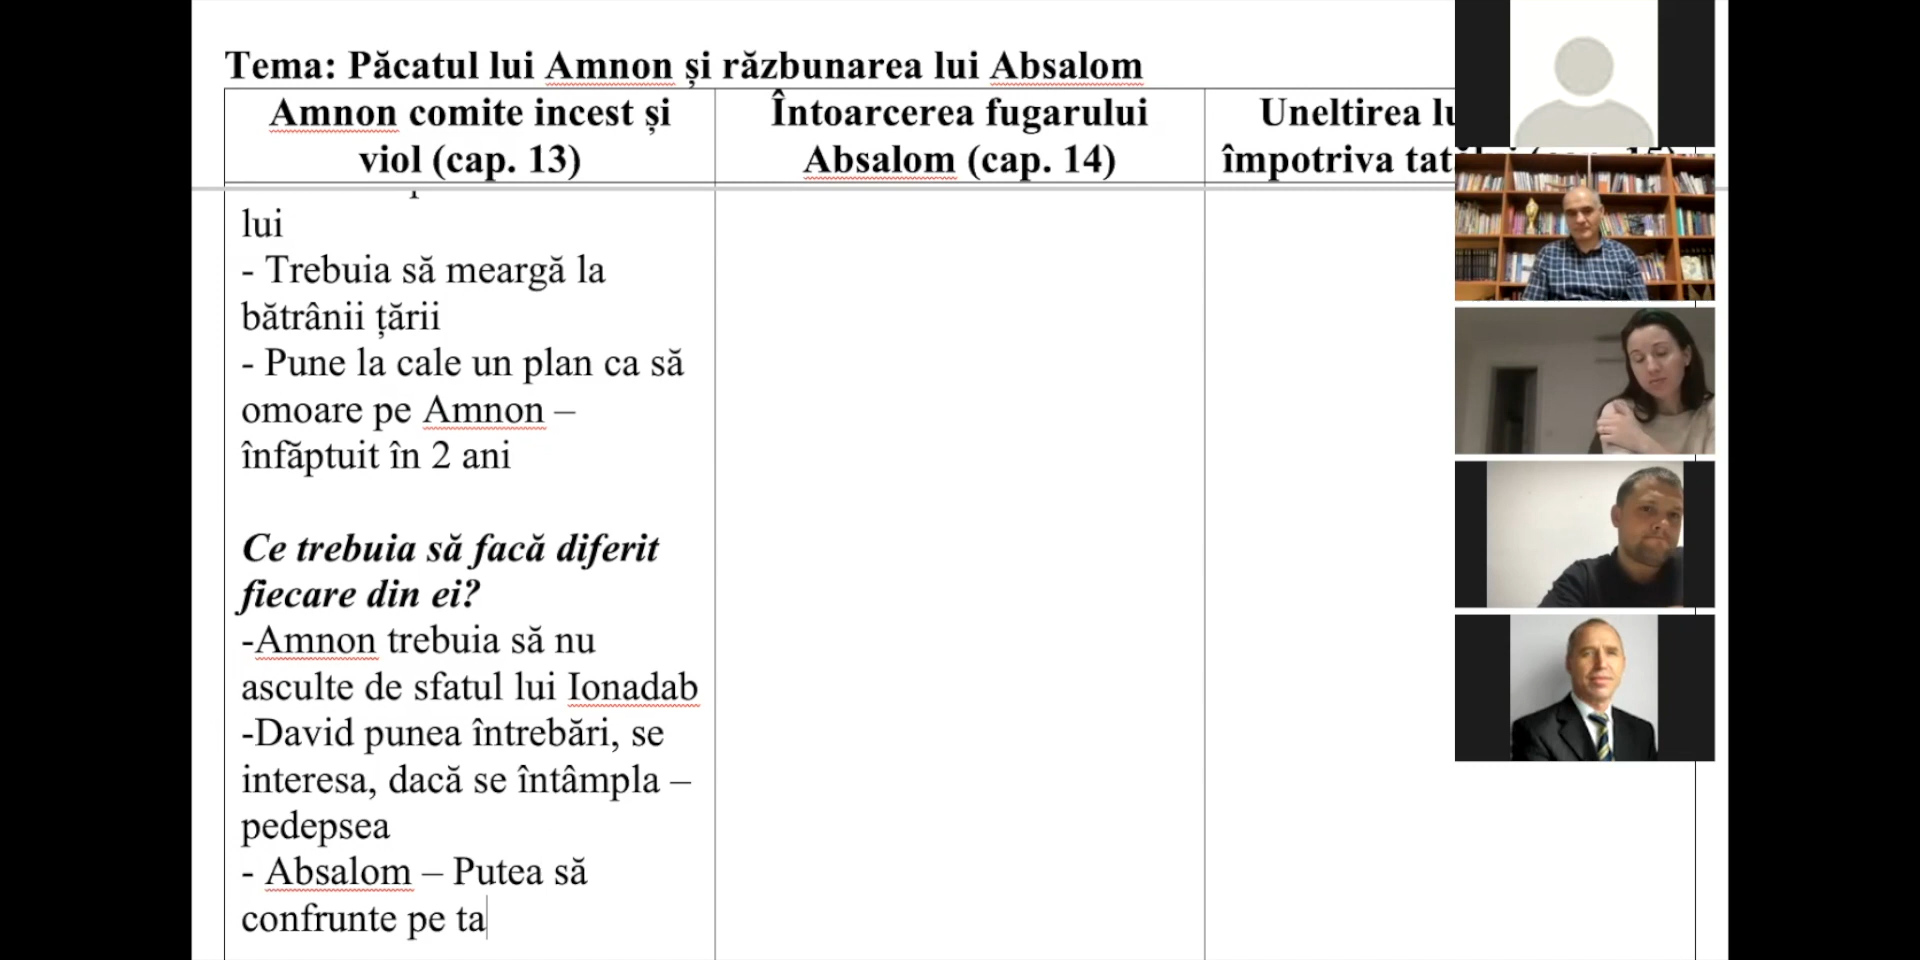 Tema: Păcatul lui Amnon și răzbunarea lui Absalom
Amnon comite incest și
viol (cap. 13)
Întoarcerea fugarului
Absalom (cap. 14)
Uneltirea
împotriva
lui
- Trebuia să meargă la
bătrânii țării
- Pune la cale un plan ca să
omoare pe Amnon –
înfăptuit în 2 ani
Ce trebuia să facă diferit
fiecare din ei?
-Amnon trebuia să nu
asculte de sfatul lui Ionadab
-David punea întrebări, se
interesa, dacă se întâmpla –
pedepsea
- Absalom – Putea să
confrunte pe ta